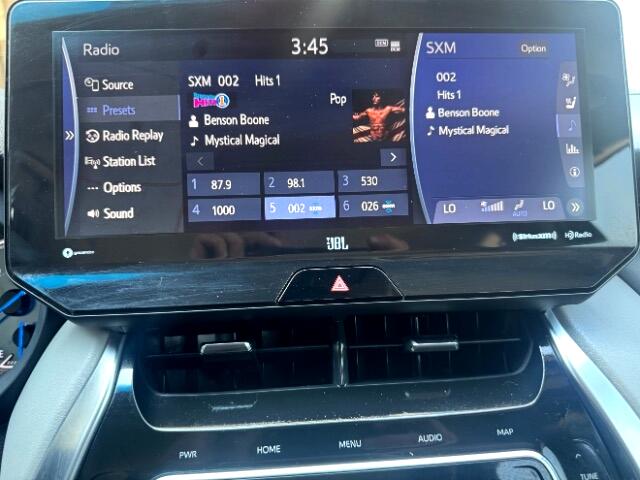 Radio
3:45
SXM
Option
Source
Presets
Radio Replay
Station List
Options
Sound
SXM 002 Hits 1
Hits 1
Pop
Benson Boone
Mystical Magical
1 87.9
2 98.1
3 530
4 1000
5 002
6 026
002
Hits 1
Benson Boone
Mystical Magical
LO
AUTO
LO
JBL
SiriusXM
HD Radio
PWR
HOME
MENU
AUDIO
MAP
TUNE